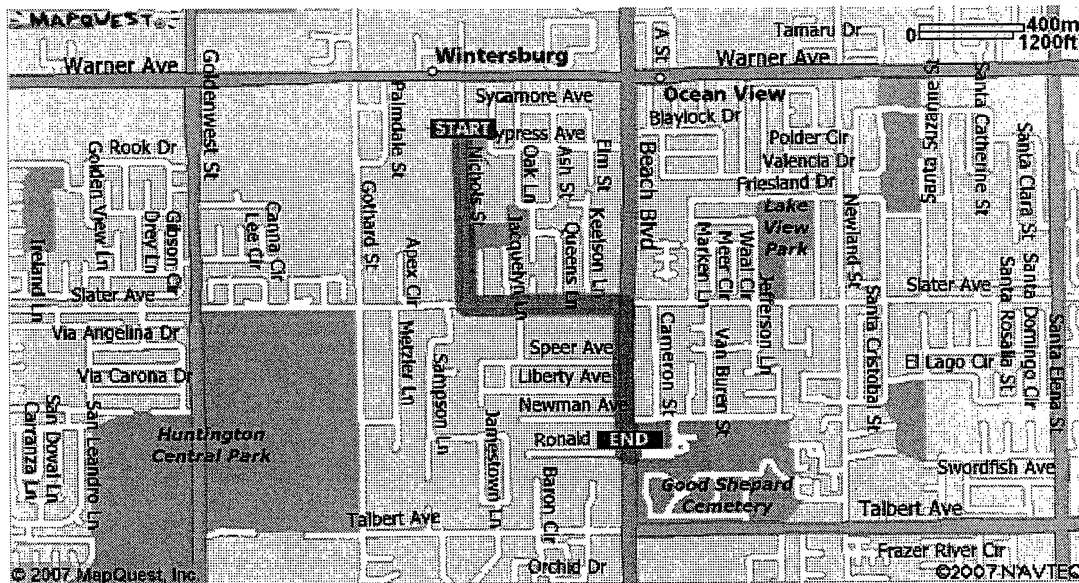 MAPQUEST
400m
0
1200ft
Tamaru Dr
A St
Warner Ave
Wintersburg
Warner Ave
Goldenwest St
Palmdale St
Sycamore Ave
Ocean View
Blaylock Dr
START
Cypress Ave
Polder Cir
Rook Dr
Valencia Dr
Friesland Dr
Golden View Ln
Drey Ln
Gibson Cir
Canna Cir
Lee Cir
Gothard St
Nichols St
Oak Ln
Ash St
Elm St
Beach Blvd
Lake
View
Park
Newland St
Santa Suzanna St
Santa Catherine St
Santa Clara St
Ireland Ln
Apex Cir
Jacquelyn Ln
Queens Ln
Keelson Ln
Marken Ln
Meer Cir
Waal Cir
Jefferson Ln
Slater Ave
Slater Ave
Via Angelina Dr
Via Carona Dr
Metzler Ln
Sampson Ln
Speer Ave
Liberty Ave
Newman Ave
Cameron St
Van Buren St
Santa Cristobal St
Lago Cir
Santa Rosalia St
Santa Domingo Cir
Santa Elena St
Carranza Ln
San Doval Ln
San Leandro Ln
Huntington
Central Park
Jamestown Ln
Ronald
END
Baron Cir
Good Shepard
Cemetery
Swordfish Ave
Talbert Ave
Talbert Ave
Orchid Dr
Frazer River Cir
© 2007 MapQuest, Inc.
©2007 NAVTEQ